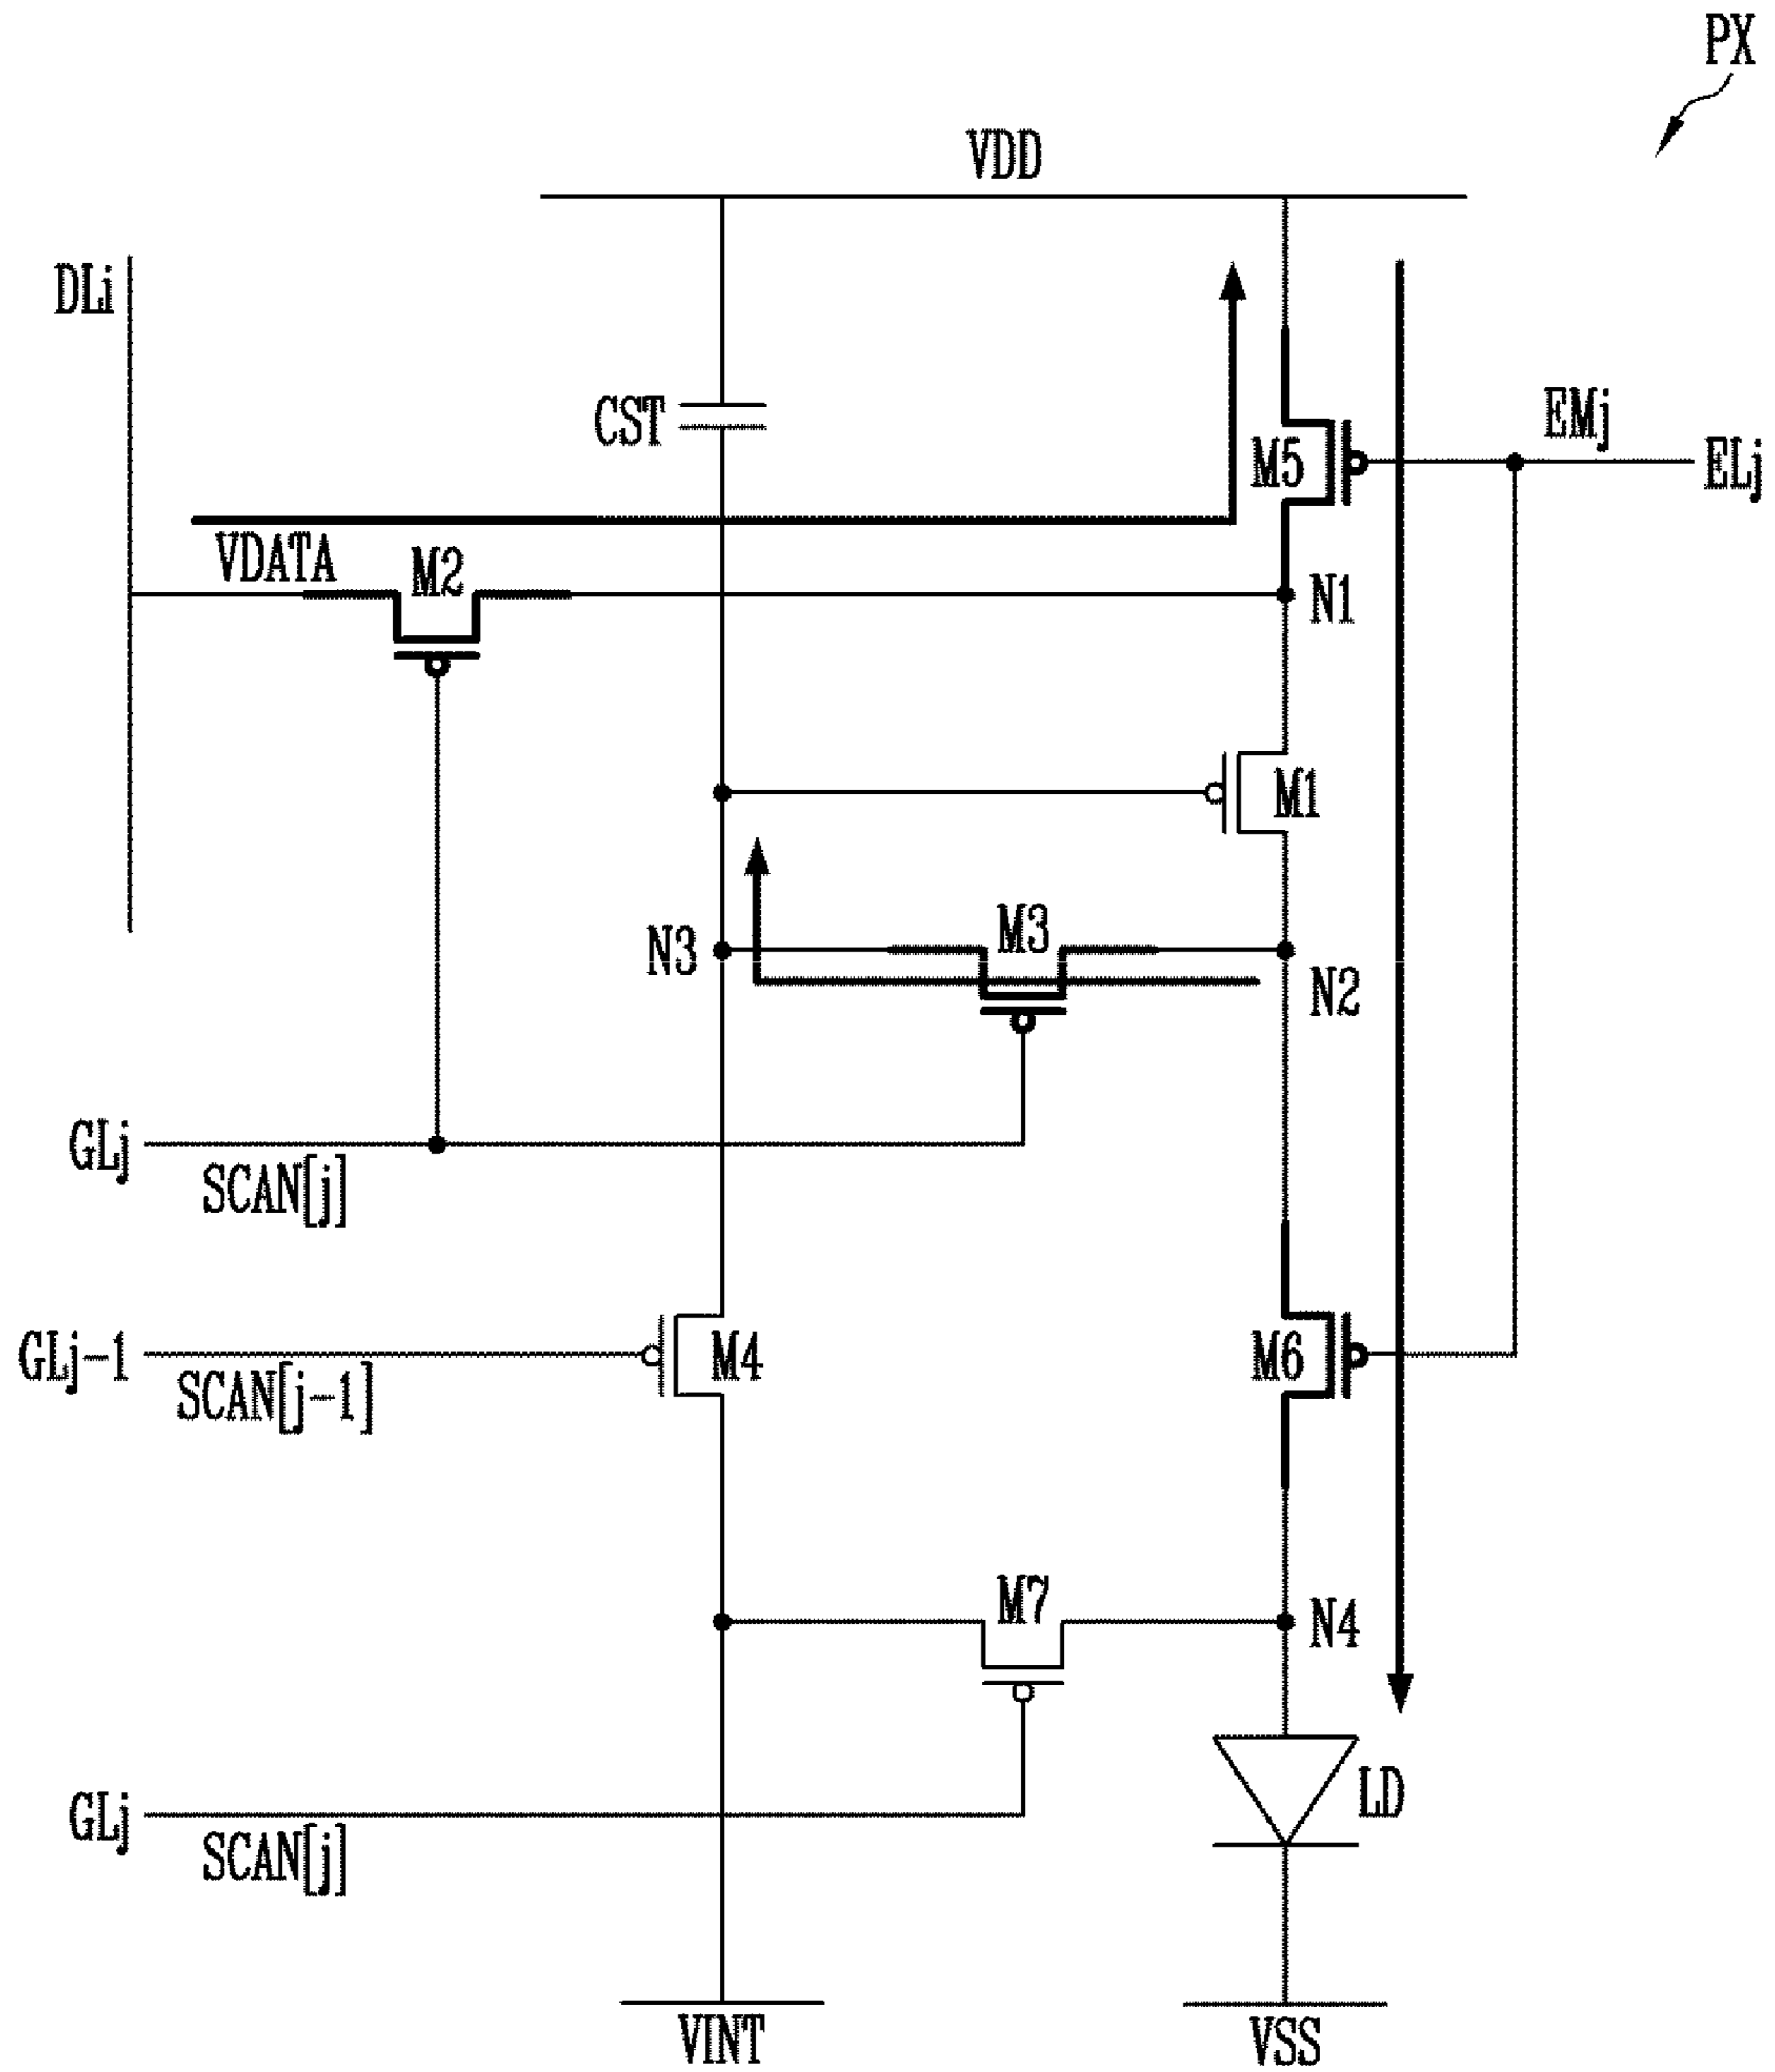 PX
VDD
DLi
CST
M5
EMj
ELj
VDATA
M2
N1
M1
M3
N3
N2
GLj
SCAN[j]
GLj-1
SCAN[j-1]
M4
M6
M7
N4
LD
GLj
SCAN[j]
VINT
VSS